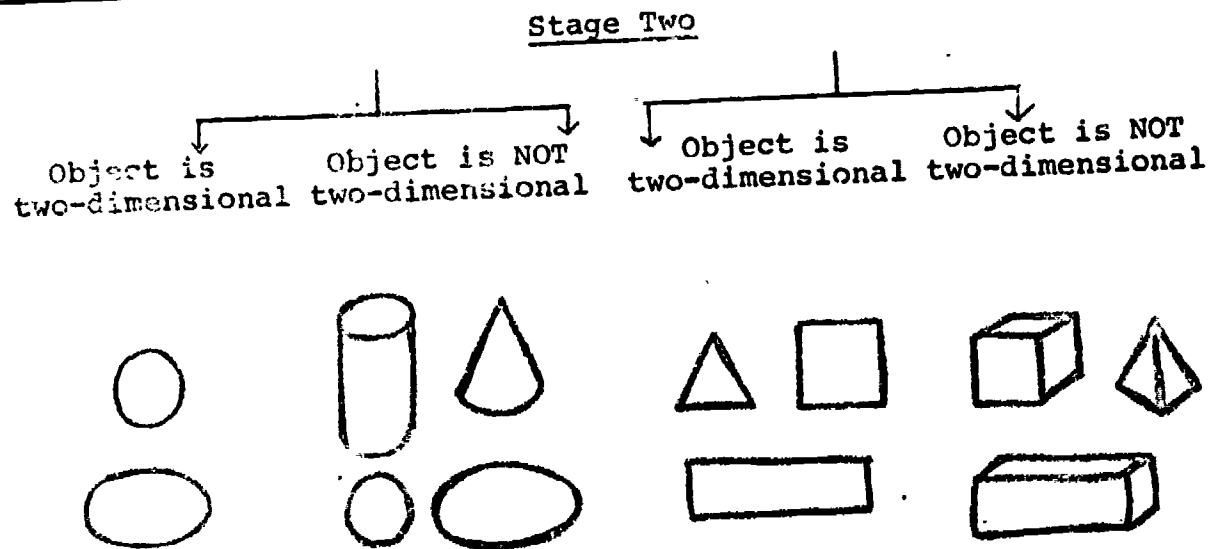 Stage Two
Object is
two-dimensional
Object is NOT
two-dimensional
Object is
two-dimensional
Object is NOT
two-dimensional